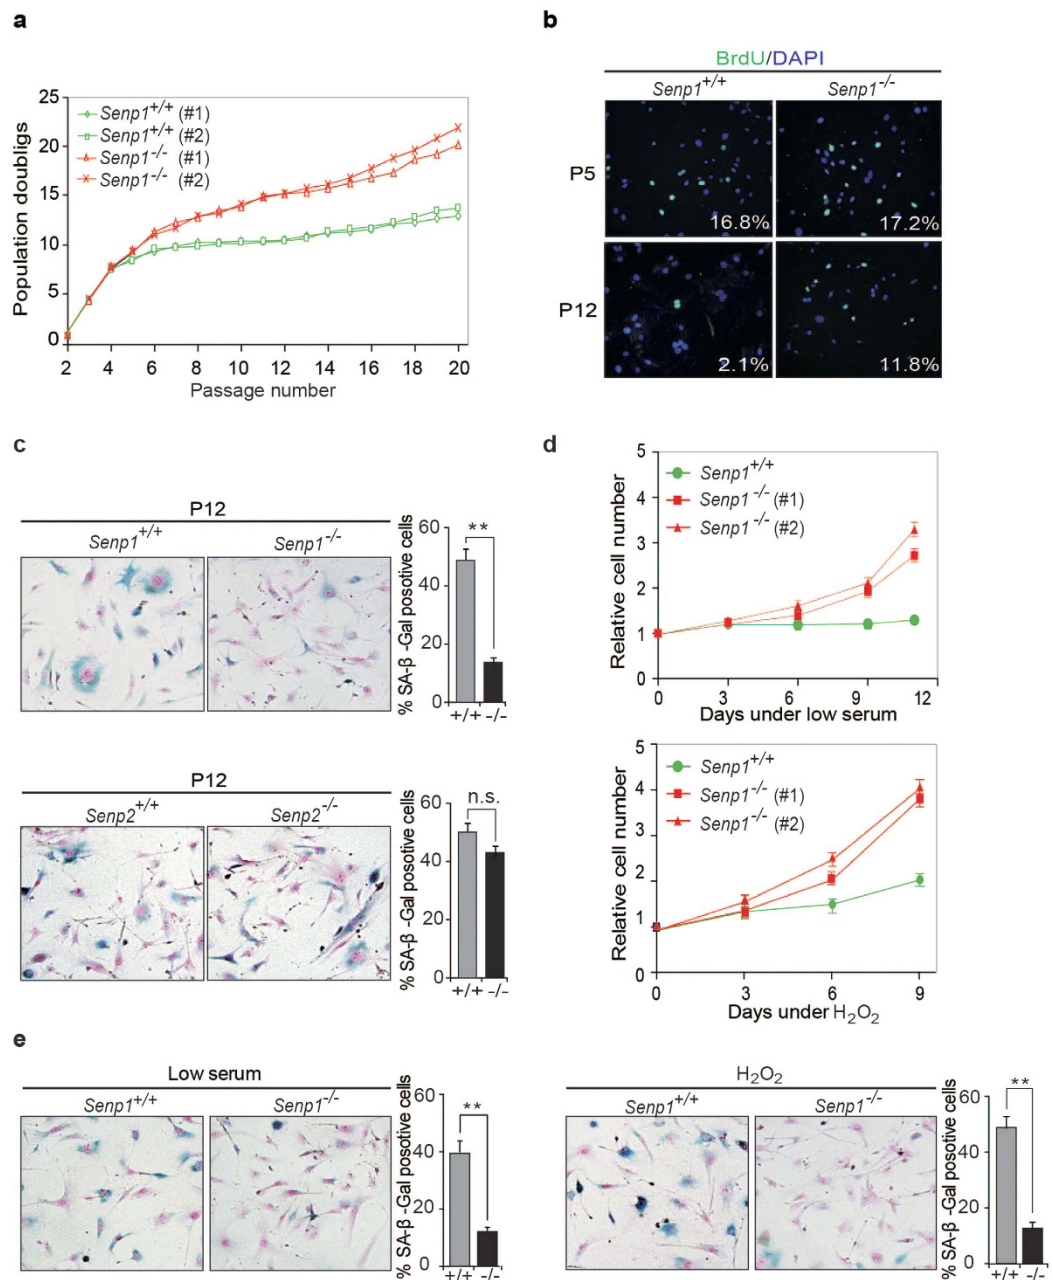 a
25
20
15
10
5
0
Population doubligs
Senp1+/+ (#1)
Senp1+/+ (#2)
Senp1-/- (#1)
Senp1-/- (#2)
2 4 6 8 10 12 14 16 18 20
Passage number
b
BrdU/DAPI
Senp1+/+ Senp1-/-
P5
16.8% 17.2%
P12
2.1% 11.8%
c
P12
Senp1+/+ Senp1-/-
% SA-β -Gal posotive cells
60
40
20
0
**
+/+ -/-
P12
Senp2+/+ Senp2-/-
% SA-β -Gal posotive cells
60
40
20
0
n.s.
+/+ -/-
d
5
4
3
2
1
0
Relative cell number
Senp1+/+
Senp1-/- (#1)
Senp1-/- (#2)
0 3 6 9 12
Days under low serum
5
4
3
2
1
0
Relative cell number
Senp1+/+
Senp1-/- (#1)
Senp1-/- (#2)
0 3 6 9
Days under H2O2
e
Low serum
Senp1+/+ Senp1-/-
% SA-β -Gal posotive cells
60
40
20
0
**
+/+ -/-
H2O2
Senp1+/+ Senp1-/-
% SA-β -Gal posotive cells
60
40
20
0
**
+/+ -/-